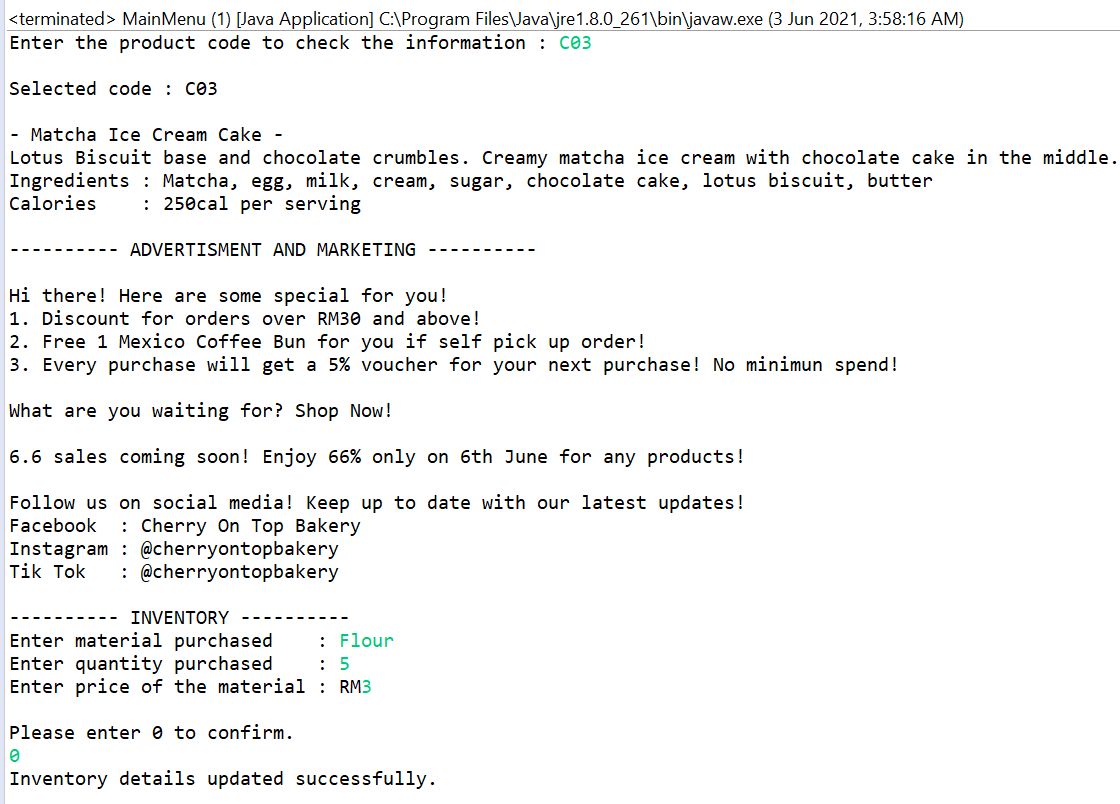 <terminated> MainMenu (1) [Java Application] C:\Program Files\Java\jre1.8.0_261\bin\javaw.exe (3 Jun 2021, 3:58:16 AM)
Enter the product code to check the information : C03
Selected code : C03
- Matcha Ice Cream Cake -
Lotus Biscuit base and chocolate crumbles. Creamy matcha ice cream with chocolate cake in the middle.
Ingredients : Matcha, egg, milk, cream, sugar, chocolate cake, lotus biscuit, butter
Calories    : 250cal per serving
---------- ADVERTISMENT AND MARKETING ----------
Hi there! Here are some special for you!
1. Discount for orders over RM30 and above!
2. Free 1 Mexico Coffee Bun for you if self pick up order!
3. Every purchase will get a 5% voucher for your next purchase! No minimun spend!
What are you waiting for? Shop Now!
6.6 sales coming soon! Enjoy 66% only on 6th June for any products!
Follow us on social media! Keep up to date with our latest updates!
Facebook  : Cherry On Top Bakery
Instagram : @cherryontopbakery
Tik Tok   : @cherryontopbakery
---------- INVENTORY ----------
Enter material purchased    : Flour
Enter quantity purchased    : 5
Enter price of the material : RM3
Please enter 0 to confirm.
0
Inventory details updated successfully.